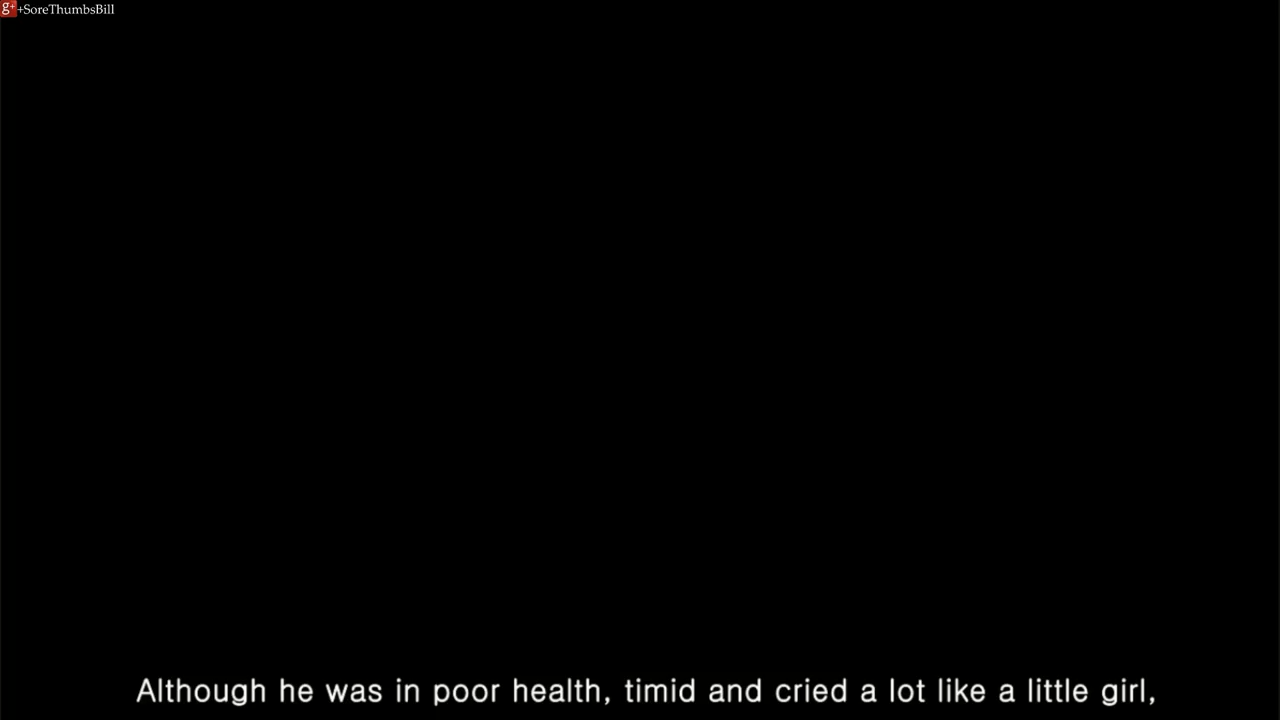 g+ +SoreThumbsBill
Although he was in poor health, timid and cried a lot like a little girl,